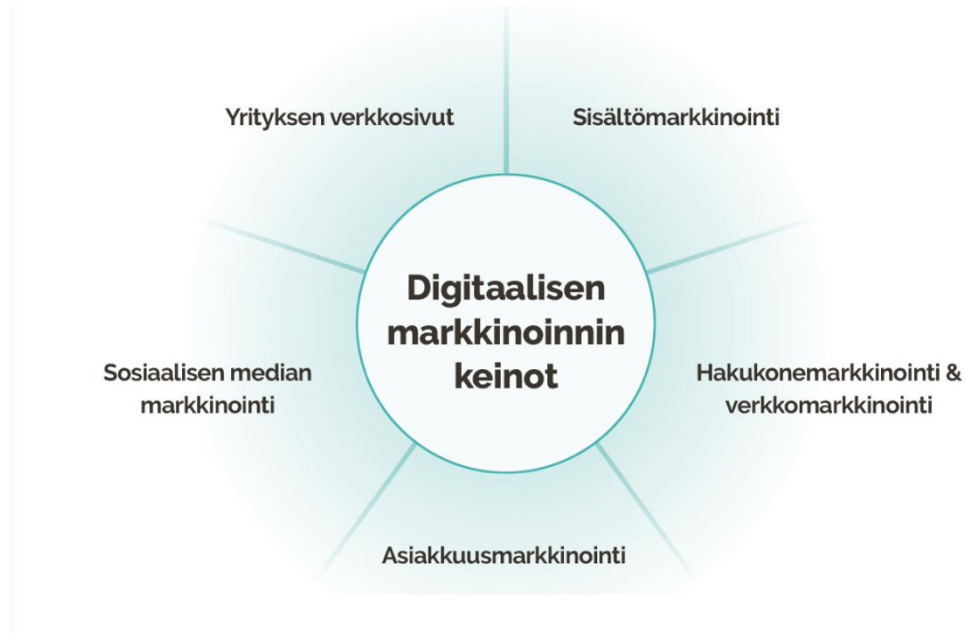 Yrityksen verkkosivut
Sisältömarkkinointi
Digitaalisen
markkinoinnin
keinot
Sosiaalisen median
markkinointi
Hakukonemarkkinointi &
verkkomarkkinointi
Asiakkuusmarkkinointi